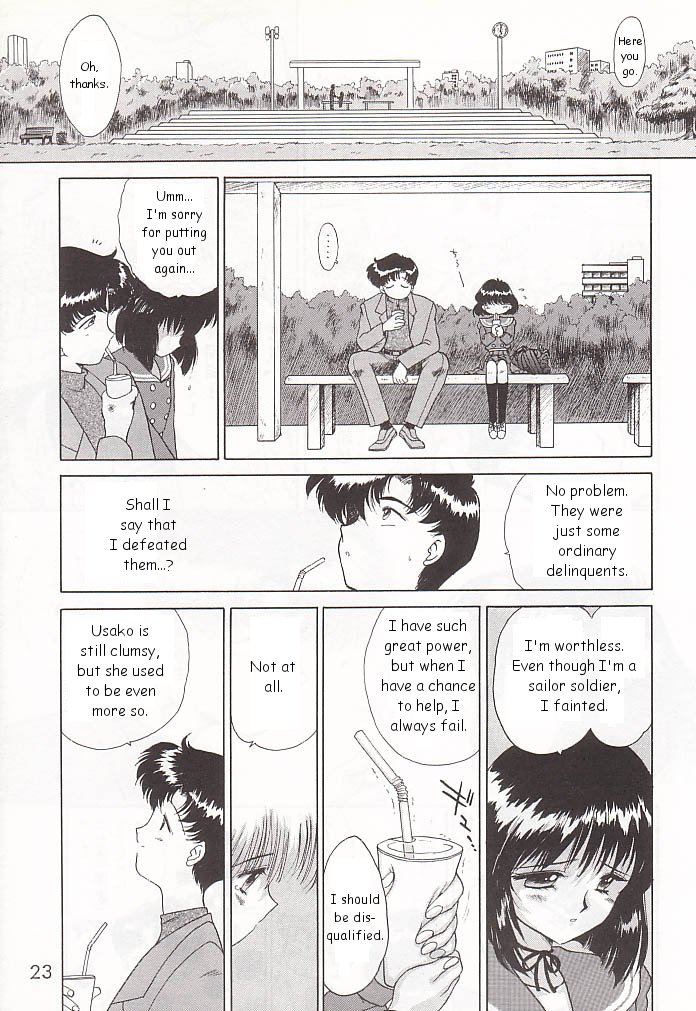 Here
you
go.
Oh,
thanks.
.....
Umm...
I'm sorry
for putting
you out
again...
No problem.
They were
just some
ordinary
delinquents.
Shall I
say that
I defeated
them...?
I'm worthless.
Even though I'm a
sailor soldier,
I fainted.
I have such
great power,
but when I
have a chance
to help, I
always fail.
I should
be dis-
qualified.
Not at
all.
Usako is
still clumsy,
but she used
to be even
more so.
23